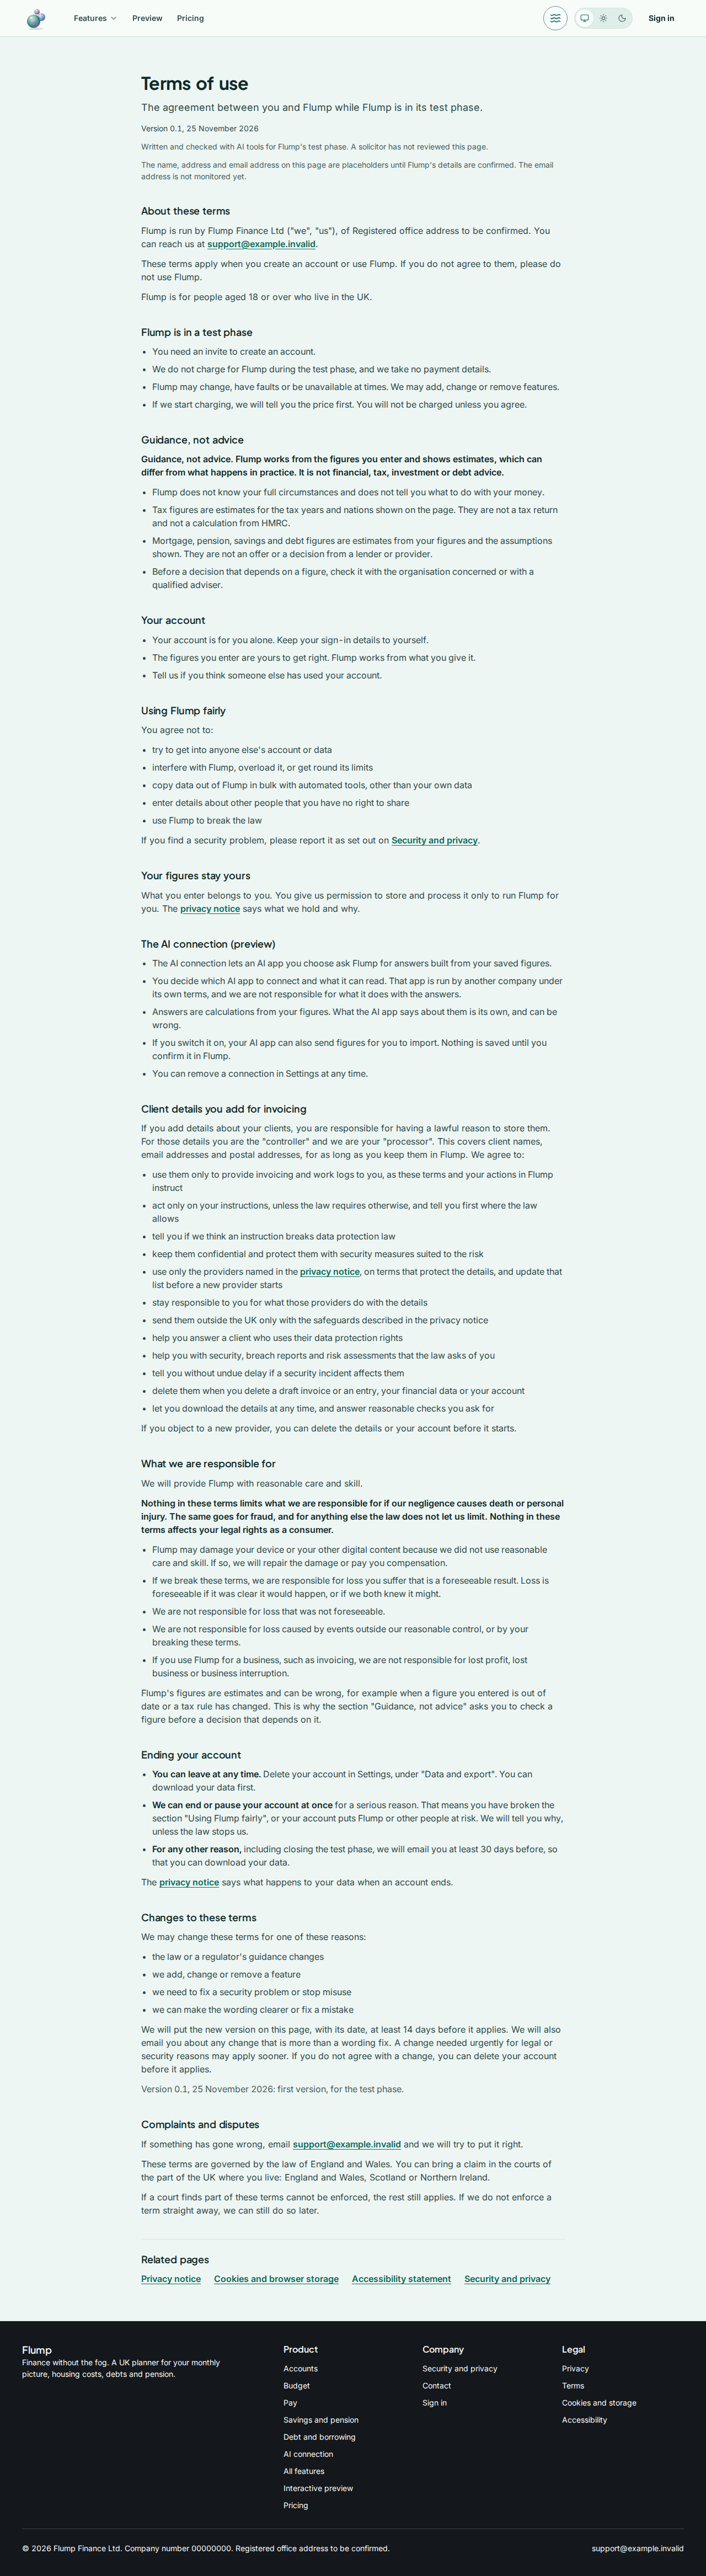 Features
Preview
Pricing
Sign in
Terms of use
The agreement between you and Flump while Flump is in its test phase.
Version 0.1, 25 November 2026
Written and checked with AI tools for Flump's test phase. A solicitor has not reviewed this page.
The name, address and email address on this page are placeholders until Flump's details are confirmed. The email
address is not monitored yet.
About these terms
Flump is run by Flump Finance Ltd ("we", "us"), of Registered office address to be confirmed. You
can reach us at support@example.invalid.
These terms apply when you create an account or use Flump. If you do not agree to them, please do
not use Flump.
Flump is for people aged 18 or over who live in the UK.
Flump is in a test phase
• You need an invite to create an account.
• We do not charge for Flump during the test phase, and we take no payment details.
• Flump may change, have faults or be unavailable at times. We may add, change or remove features.
• If we start charging, we will tell you the price first. You will not be charged unless you agree.
Guidance, not advice
Guidance, not advice. Flump works from the figures you enter and shows estimates, which can
differ from what happens in practice. It is not financial, tax, investment or debt advice.
• Flump does not know your full circumstances and does not tell you what to do with your money.
• Tax figures are estimates for the tax years and nations shown on the page. They are not a tax return
and not a calculation from HMRC.
• Mortgage, pension, savings and debt figures are estimates from your figures and the assumptions
shown. They are not an offer or a decision from a lender or provider.
• Before a decision that depends on a figure, check it with the organisation concerned or with a
qualified adviser.
Your account
• Your account is for you alone. Keep your sign-in details to yourself.
• The figures you enter are yours to get right. Flump works from what you give it.
• Tell us if you think someone else has used your account.
Using Flump fairly
You agree not to:
• try to get into anyone else's account or data
• interfere with Flump, overload it, or get round its limits
• copy data out of Flump in bulk with automated tools, other than your own data
• enter details about other people that you have no right to share
• use Flump to break the law
If you find a security problem, please report it as set out on Security and privacy.
Your figures stay yours
What you enter belongs to you. You give us permission to store and process it only to run Flump for
you. The privacy notice says what we hold and why.
The AI connection (preview)
• The AI connection lets an AI app you choose ask Flump for answers built from your saved figures.
• You decide which AI app to connect and what it can read. That app is run by another company under
its own terms, and we are not responsible for what it does with the answers.
• Answers are calculations from your figures. What the AI app says about them is its own, and can be
wrong.
• If you switch it on, your AI app can also send figures for you to import. Nothing is saved until you
confirm it in Flump.
• You can remove a connection in Settings at any time.
Client details you add for invoicing
If you add details about your clients, you are responsible for having a lawful reason to store them.
For those details you are the "controller" and we are your "processor". This covers client names,
email addresses and postal addresses, for as long as you keep them in Flump. We agree to:
• use them only to provide invoicing and work logs to you, as these terms and your actions in Flump
instruct
• act only on your instructions, unless the law requires otherwise, and tell you first where the law
allows
• tell you if we think an instruction breaks data protection law
• keep them confidential and protect them with security measures suited to the risk
• use only the providers named in the privacy notice, on terms that protect the details, and update that
list before a new provider starts
• stay responsible to you for what those providers do with the details
• send them outside the UK only with the safeguards described in the privacy notice
• help you answer a client who uses their data protection rights
• help you with security, breach reports and risk assessments that the law asks of you
• tell you without undue delay if a security incident affects them
• delete them when you delete a draft invoice or an entry, your financial data or your account
• let you download the details at any time, and answer reasonable checks you ask for
If you object to a new provider, you can delete the details or your account before it starts.
What we are responsible for
We will provide Flump with reasonable care and skill.
Nothing in these terms limits what we are responsible for if our negligence causes death or personal
injury. The same goes for fraud, and for anything else the law does not let us limit. Nothing in these
terms affects your legal rights as a consumer.
• Flump may damage your device or your other digital content because we did not use reasonable
care and skill. If so, we will repair the damage or pay you compensation.
• If we break these terms, we are responsible for loss you suffer that is a foreseeable result. Loss is
foreseeable if it was clear it would happen, or if we both knew it might.
• We are not responsible for loss that was not foreseeable.
• We are not responsible for loss caused by events outside our reasonable control, or by your
breaking these terms.
• If you use Flump for a business, such as invoicing, we are not responsible for lost profit, lost
business or business interruption.
Flump's figures are estimates and can be wrong, for example when a figure you entered is out of
date or a tax rule has changed. This is why the section "Guidance, not advice" asks you to check a
figure before a decision that depends on it.
Ending your account
• You can leave at any time. Delete your account in Settings, under "Data and export". You can
download your data first.
• We can end or pause your account at once for a serious reason. That means you have broken the
section "Using Flump fairly", or your account puts Flump or other people at risk. We will tell you why,
unless the law stops us.
• For any other reason, including closing the test phase, we will email you at least 30 days before, so
that you can download your data.
The privacy notice says what happens to your data when an account ends.
Changes to these terms
We may change these terms for one of these reasons:
• the law or a regulator's guidance changes
• we add, change or remove a feature
• we need to fix a security problem or stop misuse
• we can make the wording clearer or fix a mistake
We will put the new version on this page, with its date, at least 14 days before it applies. We will also
email you about any change that is more than a wording fix. A change needed urgently for legal or
security reasons may apply sooner. If you do not agree with a change, you can delete your account
before it applies.
Version 0.1, 25 November 2026: first version, for the test phase.
Complaints and disputes
If something has gone wrong, email support@example.invalid and we will try to put it right.
These terms are governed by the law of England and Wales. You can bring a claim in the courts of
the part of the UK where you live: England and Wales, Scotland or Northern Ireland.
If a court finds part of these terms cannot be enforced, the rest still applies. If we do not enforce a
term straight away, we can still do so later.
Related pages
Privacy notice
Cookies and browser storage
Accessibility statement
Security and privacy
Flump
Finance without the fog. A UK planner for your monthly
picture, housing costs, debts and pension.
Product
Accounts
Budget
Pay
Savings and pension
Debt and borrowing
AI connection
All features
Interactive preview
Pricing
Company
Security and privacy
Contact
Sign in
Legal
Privacy
Terms
Cookies and storage
Accessibility
© 2026 Flump Finance Ltd. Company number 00000000. Registered office address to be confirmed.
support@example.invalid